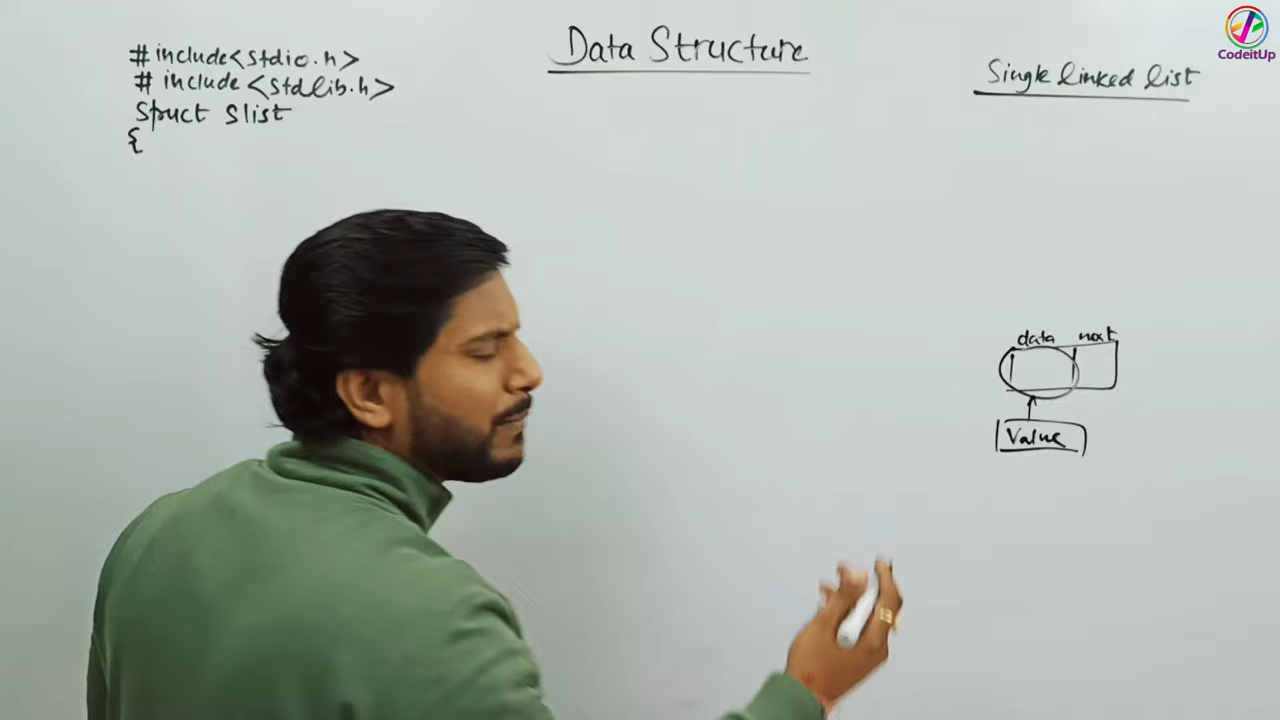 Data Structure
CodeitUp
Single linked list
#include<stdio.h>
#include<stdlib.h>
struct slist
{
data next
Value